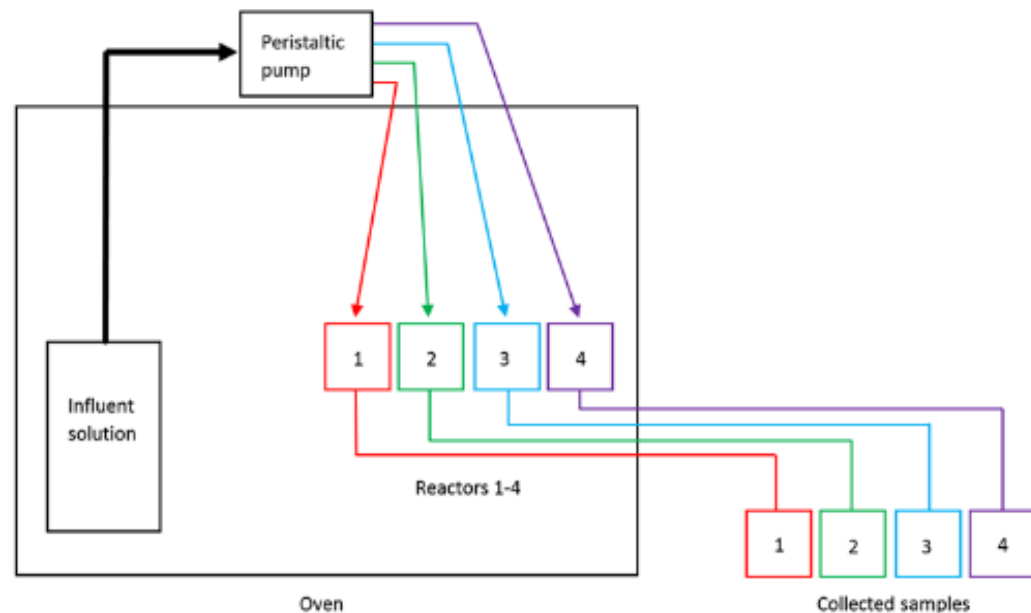 Peristaltic
pump
1
2
3
4
Influent
solution
Reactors 1-4
1
2
3
4
Oven
Collected samples